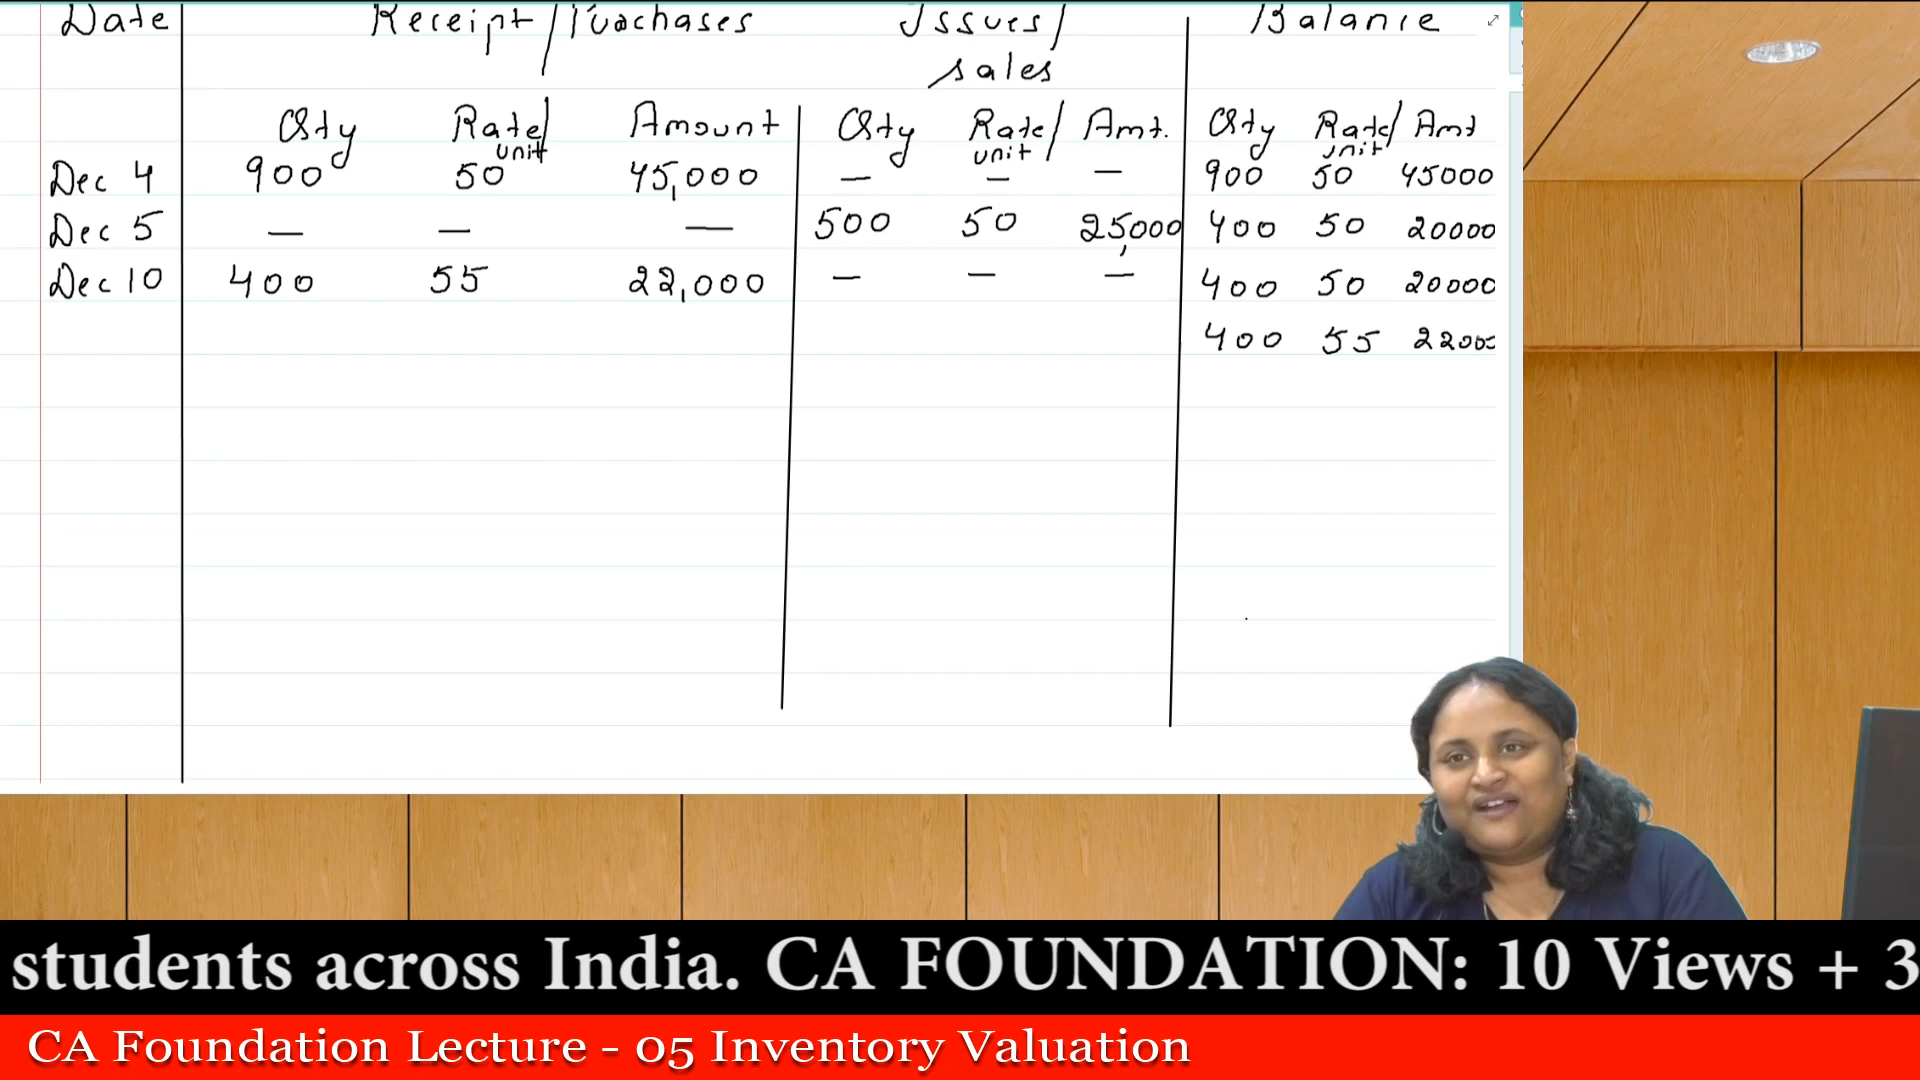 Date Receipt/Purchases Issues/ Balance
sales
Qty Rate/ Amount Qty Rate/ Amt. Qty Rate/ Amt
unit unit unit
Dec 4 900 50 45,000 — — — 900 50 45000
Dec 5 — — — 500 50 25,000 400 50 20000
Dec 10 400 55 22,000 — — — 400 50 20000
400 55 22000
students across India. CA FOUNDATION: 10 Views + 3
CA Foundation Lecture - 05 Inventory Valuation